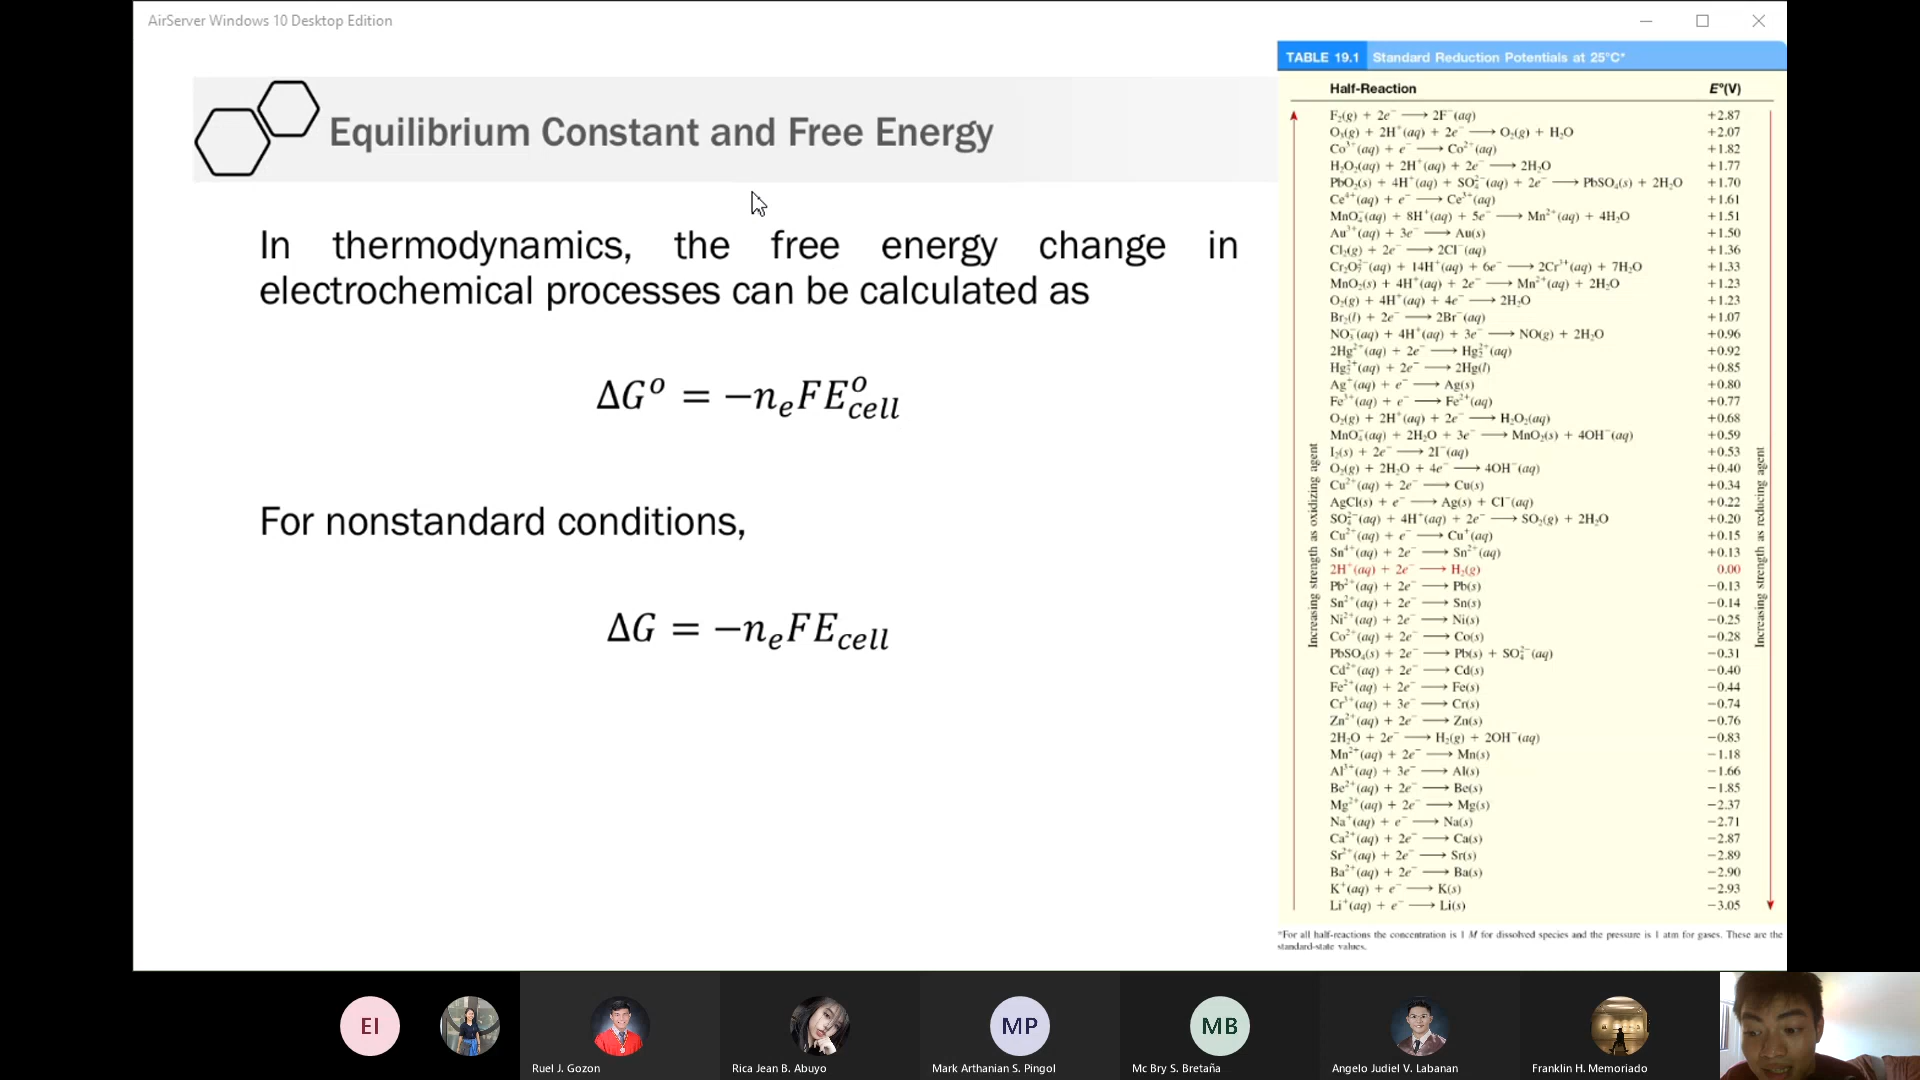 AirServer Windows 10 Desktop Edition
Equilibrium Constant and Free Energy
In thermodynamics, the free energy change in
electrochemical processes can be calculated as
ΔG° = −nₑFE°cell
For nonstandard conditions,
ΔG = −nₑFEcell
TABLE 19.1 Standard Reduction Potentials at 25°C*
Half-Reaction E°(V)
F₂(g) + 2e⁻ ⟶ 2F⁻(aq) +2.87
O₃(g) + 2H⁺(aq) + 2e⁻ ⟶ O₂(g) + H₂O +2.07
Co³⁺(aq) + e⁻ ⟶ Co²⁺(aq) +1.82
H₂O₂(aq) + 2H⁺(aq) + 2e⁻ ⟶ 2H₂O +1.77
PbO₂(s) + 4H⁺(aq) + SO₄²⁻(aq) + 2e⁻ ⟶ PbSO₄(s) + 2H₂O +1.70
Ce⁴⁺(aq) + e⁻ ⟶ Ce³⁺(aq) +1.61
MnO₄⁻(aq) + 8H⁺(aq) + 5e⁻ ⟶ Mn²⁺(aq) + 4H₂O +1.51
Au³⁺(aq) + 3e⁻ ⟶ Au(s) +1.50
Cl₂(g) + 2e⁻ ⟶ 2Cl⁻(aq) +1.36
Cr₂O₇²⁻(aq) + 14H⁺(aq) + 6e⁻ ⟶ 2Cr³⁺(aq) + 7H₂O +1.33
MnO₂(s) + 4H⁺(aq) + 2e⁻ ⟶ Mn²⁺(aq) + 2H₂O +1.23
O₂(g) + 4H⁺(aq) + 4e⁻ ⟶ 2H₂O +1.23
Br₂(l) + 2e⁻ ⟶ 2Br⁻(aq) +1.07
NO₃⁻(aq) + 4H⁺(aq) + 3e⁻ ⟶ NO(g) + 2H₂O +0.96
2Hg²⁺(aq) + 2e⁻ ⟶ Hg₂²⁺(aq) +0.92
Hg₂²⁺(aq) + 2e⁻ ⟶ 2Hg(l) +0.85
Ag⁺(aq) + e⁻ ⟶ Ag(s) +0.80
Fe³⁺(aq) + e⁻ ⟶ Fe²⁺(aq) +0.77
O₂(g) + 2H⁺(aq) + 2e⁻ ⟶ H₂O₂(aq) +0.68
MnO₄⁻(aq) + 2H₂O + 3e⁻ ⟶ MnO₂(s) + 4OH⁻(aq) +0.59
I₂(s) + 2e⁻ ⟶ 2I⁻(aq) +0.53
O₂(g) + 2H₂O + 4e⁻ ⟶ 4OH⁻(aq) +0.40
Cu²⁺(aq) + 2e⁻ ⟶ Cu(s) +0.34
AgCl(s) + e⁻ ⟶ Ag(s) + Cl⁻(aq) +0.22
SO₄²⁻(aq) + 4H⁺(aq) + 2e⁻ ⟶ SO₂(g) + 2H₂O +0.20
Cu²⁺(aq) + e⁻ ⟶ Cu⁺(aq) +0.15
Sn⁴⁺(aq) + 2e⁻ ⟶ Sn²⁺(aq) +0.13
2H⁺(aq) + 2e⁻ ⟶ H₂(g) 0.00
Pb²⁺(aq) + 2e⁻ ⟶ Pb(s) −0.13
Sn²⁺(aq) + 2e⁻ ⟶ Sn(s) −0.14
Ni²⁺(aq) + 2e⁻ ⟶ Ni(s) −0.25
Co²⁺(aq) + 2e⁻ ⟶ Co(s) −0.28
PbSO₄(s) + 2e⁻ ⟶ Pb(s) + SO₄²⁻(aq) −0.31
Cd²⁺(aq) + 2e⁻ ⟶ Cd(s) −0.40
Fe²⁺(aq) + 2e⁻ ⟶ Fe(s) −0.44
Cr³⁺(aq) + 3e⁻ ⟶ Cr(s) −0.74
Zn²⁺(aq) + 2e⁻ ⟶ Zn(s) −0.76
2H₂O + 2e⁻ ⟶ H₂(g) + 2OH⁻(aq) −0.83
Mn²⁺(aq) + 2e⁻ ⟶ Mn(s) −1.18
Al³⁺(aq) + 3e⁻ ⟶ Al(s) −1.66
Be²⁺(aq) + 2e⁻ ⟶ Be(s) −1.85
Mg²⁺(aq) + 2e⁻ ⟶ Mg(s) −2.37
Na⁺(aq) + e⁻ ⟶ Na(s) −2.71
Ca²⁺(aq) + 2e⁻ ⟶ Ca(s) −2.87
Sr²⁺(aq) + 2e⁻ ⟶ Sr(s) −2.89
Ba²⁺(aq) + 2e⁻ ⟶ Ba(s) −2.90
K⁺(aq) + e⁻ ⟶ K(s) −2.93
Li⁺(aq) + e⁻ ⟶ Li(s) −3.05
Increasing strength as oxidizing agent
Increasing strength as reducing agent
*For all half-reactions the concentration is 1 M for dissolved species and the pressure is 1 atm for gases. These are the
standard-state values.
EI
MP
MB
Ruel J. Gozon
Rica Jean B. Abuyo
Mark Arthanian S. Pingol
Mc Bry S. Bretaña
Angelo Judiel V. Labanan
Franklin H. Memoriado